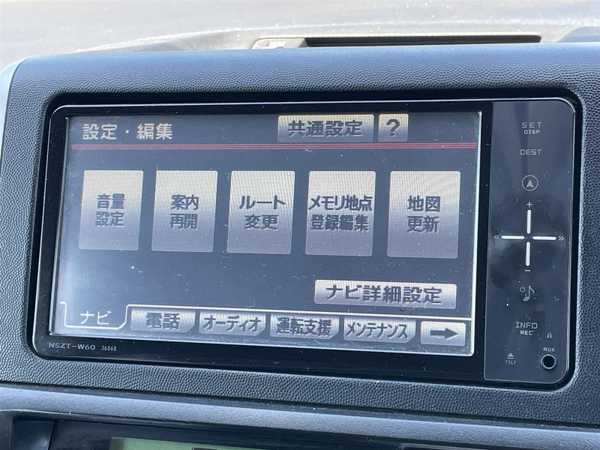 設定・編集
共通設定
?
音量
設定
案内
再開
ルート
変更
メモリ地点
登録編集
地図
更新
ナビ詳細設定
ナビ
電話
オーディオ
運転支援
メンテナンス
NSZT-W60
SET
DISP
DEST
INFO
REC
TILT
AUX